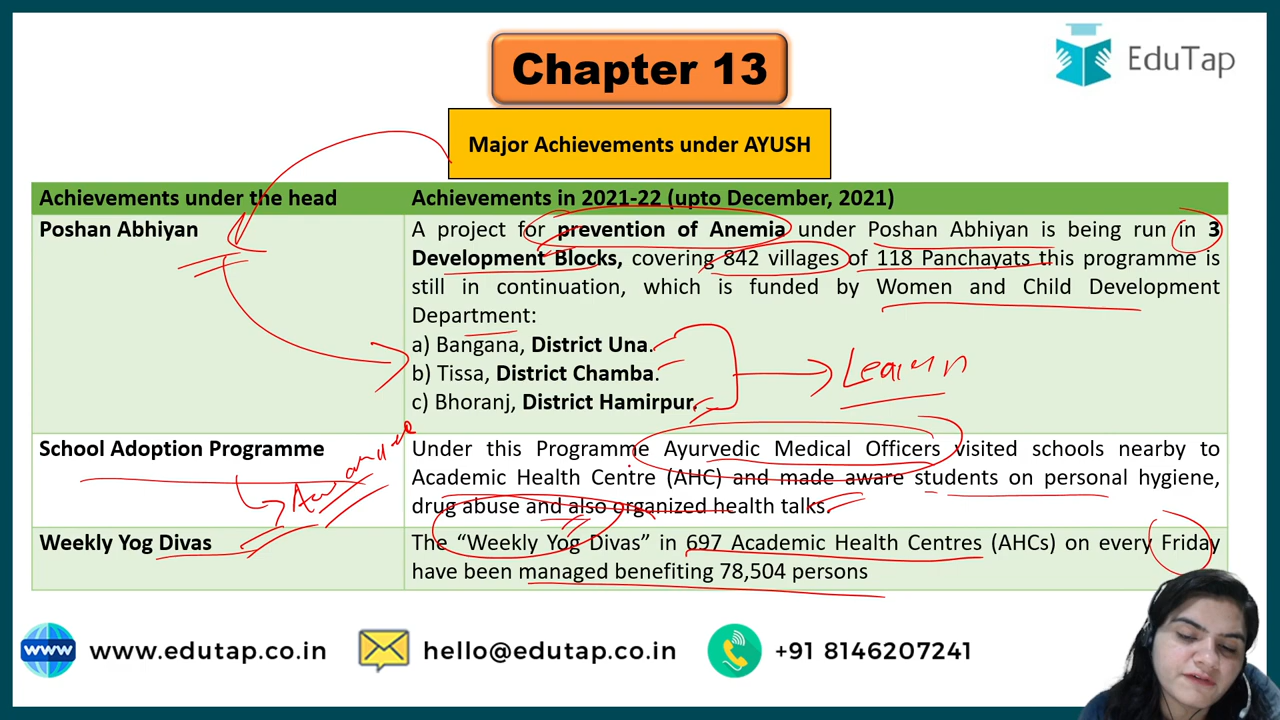 Chapter 13
EduTap
Major Achievements under AYUSH
Achievements under the head
Achievements in 2021-22 (upto December, 2021)
Poshan Abhiyan
A project for prevention of Anemia under Poshan Abhiyan is being run in 3
Development Blocks, covering 842 villages of 118 Panchayats this programme is
still in continuation, which is funded by Women and Child Development
Department:
a) Bangana, District Una.
b) Tissa, District Chamba.
c) Bhoranj, District Hamirpur.
Learn
School Adoption Programme
Under this Programme Ayurvedic Medical Officers visited schools nearby to
Academic Health Centre (AHC) and made aware students on personal hygiene,
drug abuse and also organized health talks.
Weekly Yog Divas
The “Weekly Yog Divas” in 697 Academic Health Centres (AHCs) on every Friday
have been managed benefiting 78,504 persons
www
www.edutap.co.in
hello@edutap.co.in
+91 8146207241